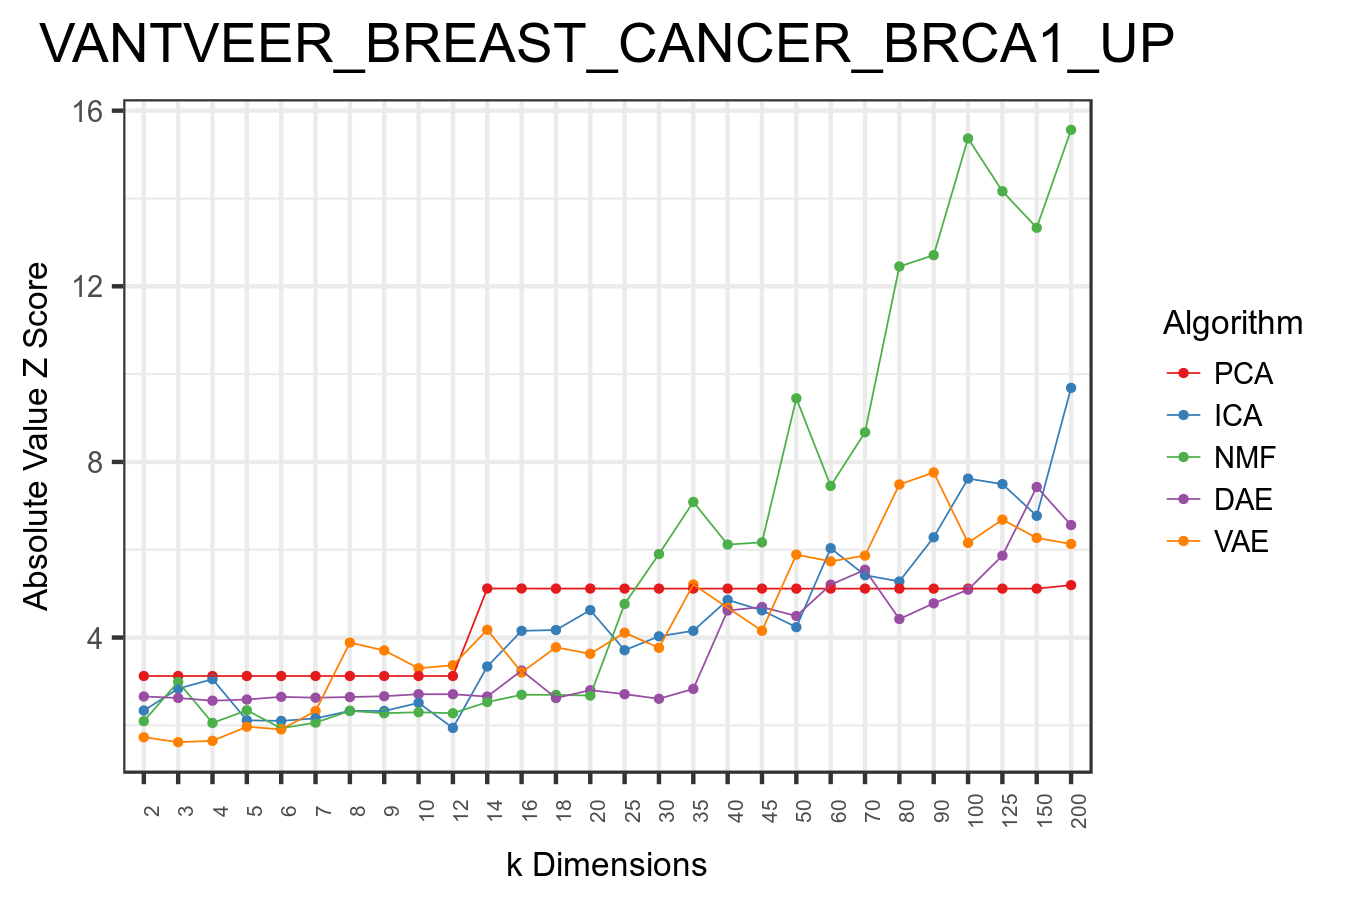 VANTVEER_BREAST_CANCER_BRCA1_UP
Absolute Value Z Score
16
12
8
4
2 3 4 5 6 7 8 9 10 12 14 16 18 20 25 30 35 40 45 50 60 70 80 90 100 125 150 200
k Dimensions
Algorithm
PCA
ICA
NMF
DAE
VAE